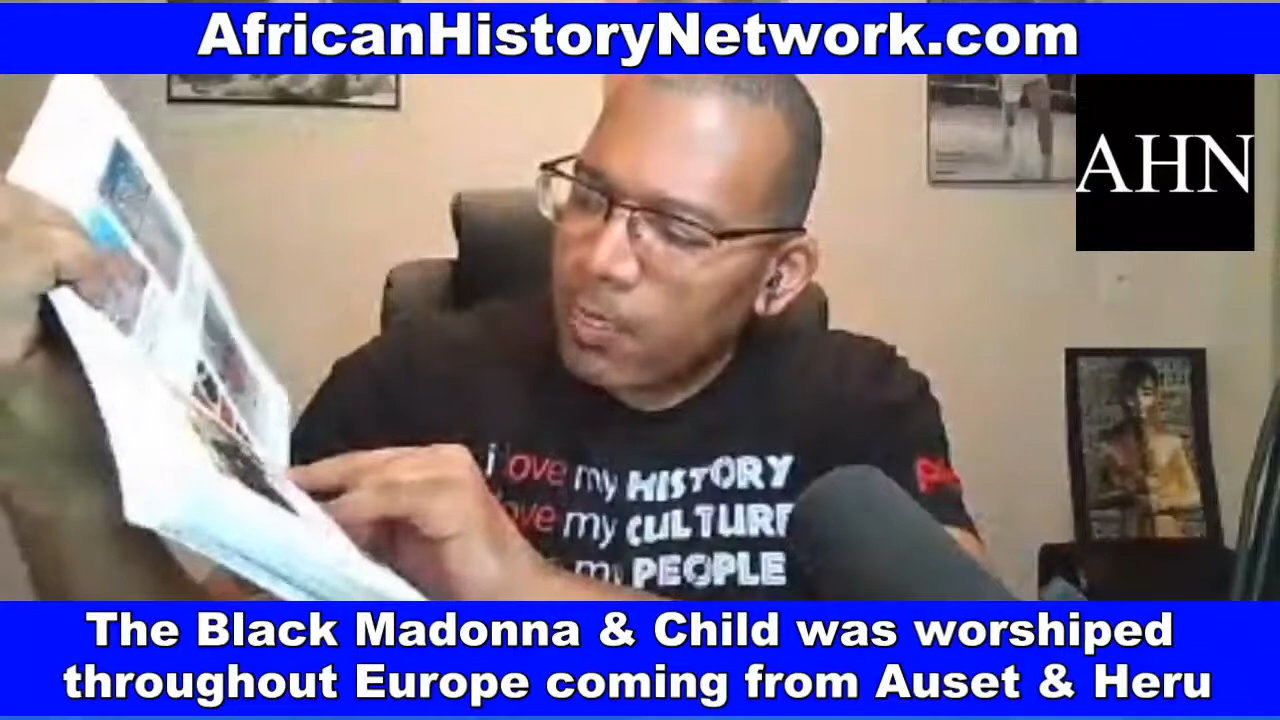 AfricanHistoryNetwork.com
AHN
i love my HISTORY
love my CULTURE
my PEOPLE
The Black Madonna & Child was worshiped
throughout Europe coming from Auset & Heru